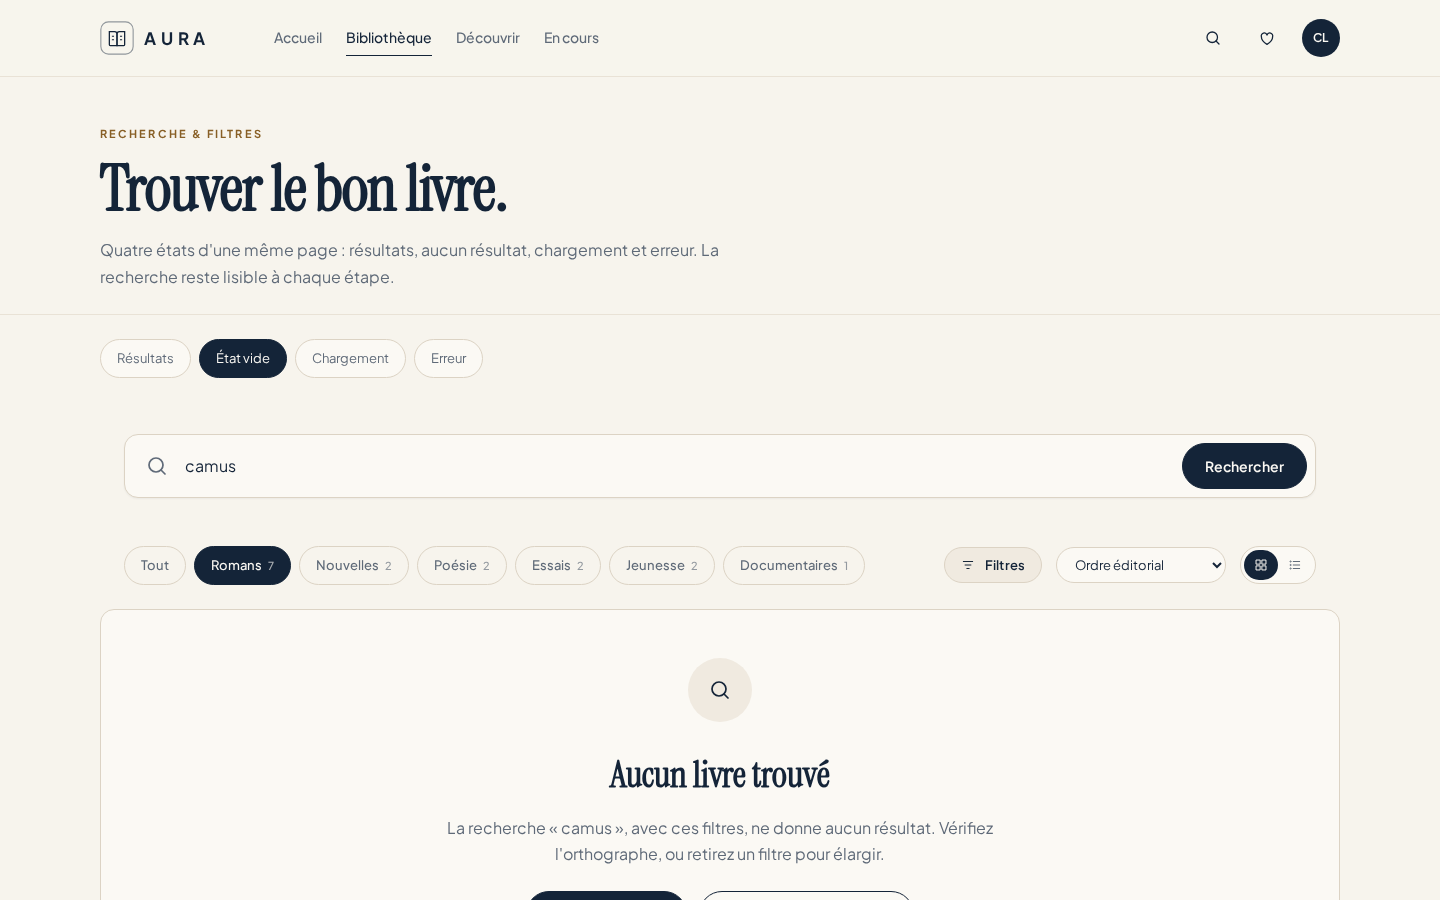 AURA
Accueil
Bibliothèque
Découvrir
En cours
CL
RECHERCHE & FILTRES
Trouver le bon livre.
Quatre états d'une même page : résultats, aucun résultat, chargement et erreur. La
recherche reste lisible à chaque étape.
Résultats
État vide
Chargement
Erreur
camus
Rechercher
Tout
Romans 7
Nouvelles 2
Poésie 2
Essais 2
Jeunesse 2
Documentaires 1
Filtres
Ordre éditorial
Aucun livre trouvé
La recherche « camus », avec ces filtres, ne donne aucun résultat. Vérifiez
l'orthographe, ou retirez un filtre pour élargir.